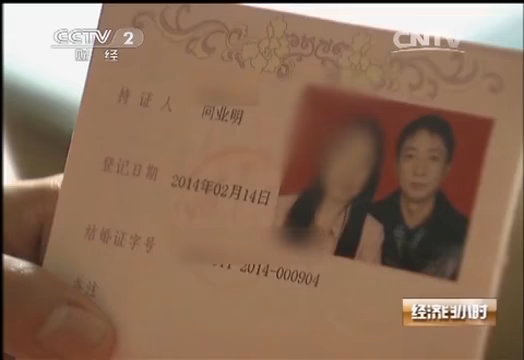 CCTV 2
财经
CNTV
持证人 闫业明
登记日期 2014年02月14日
结婚证字号
2014-000904
备注
经济半小时